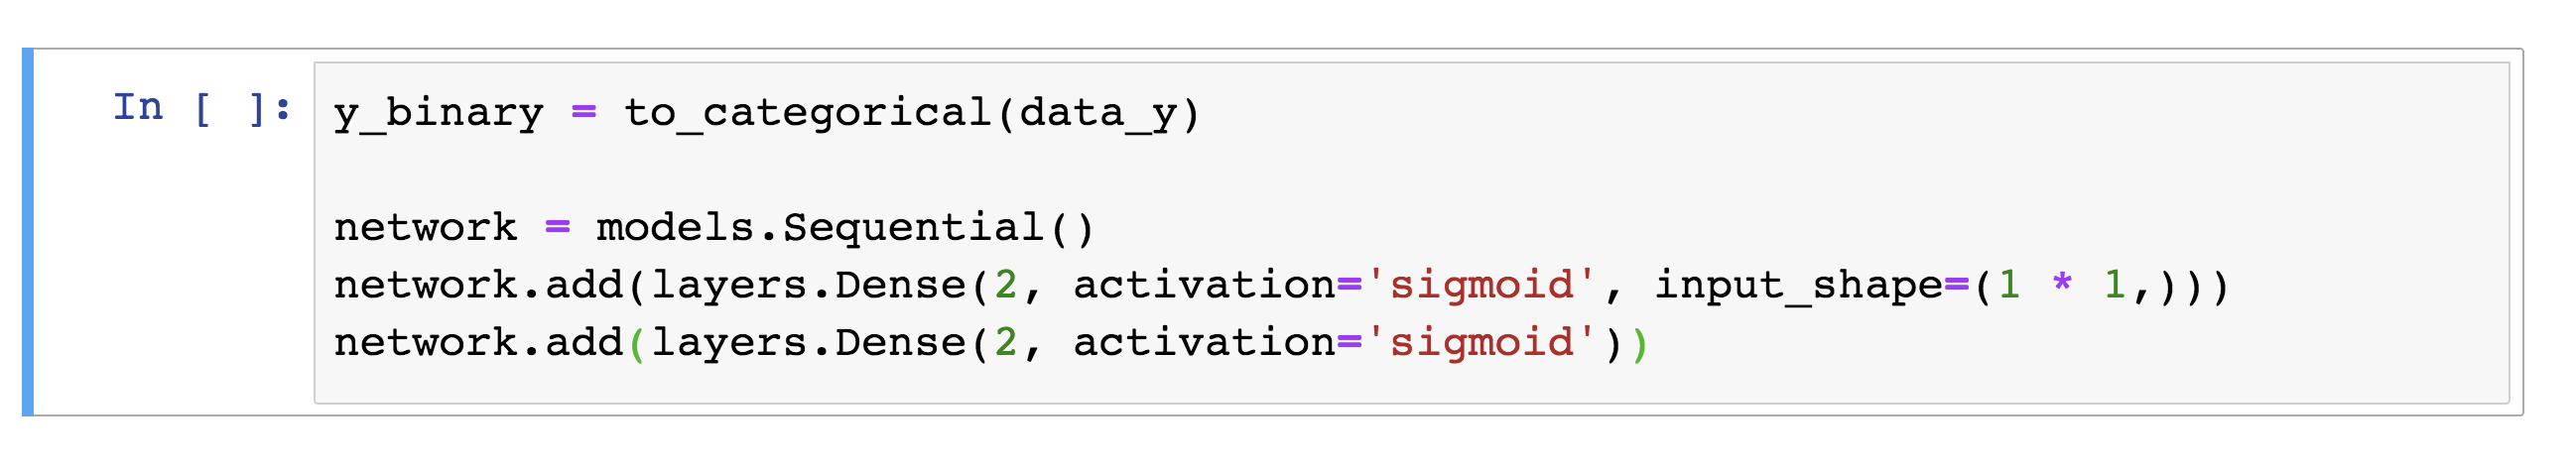 In [ ]:
y_binary = to_categorical(data_y)
network = models.Sequential()
network.add(layers.Dense(2, activation='sigmoid', input_shape=(1 * 1,)))
network.add(layers.Dense(2, activation='sigmoid'))